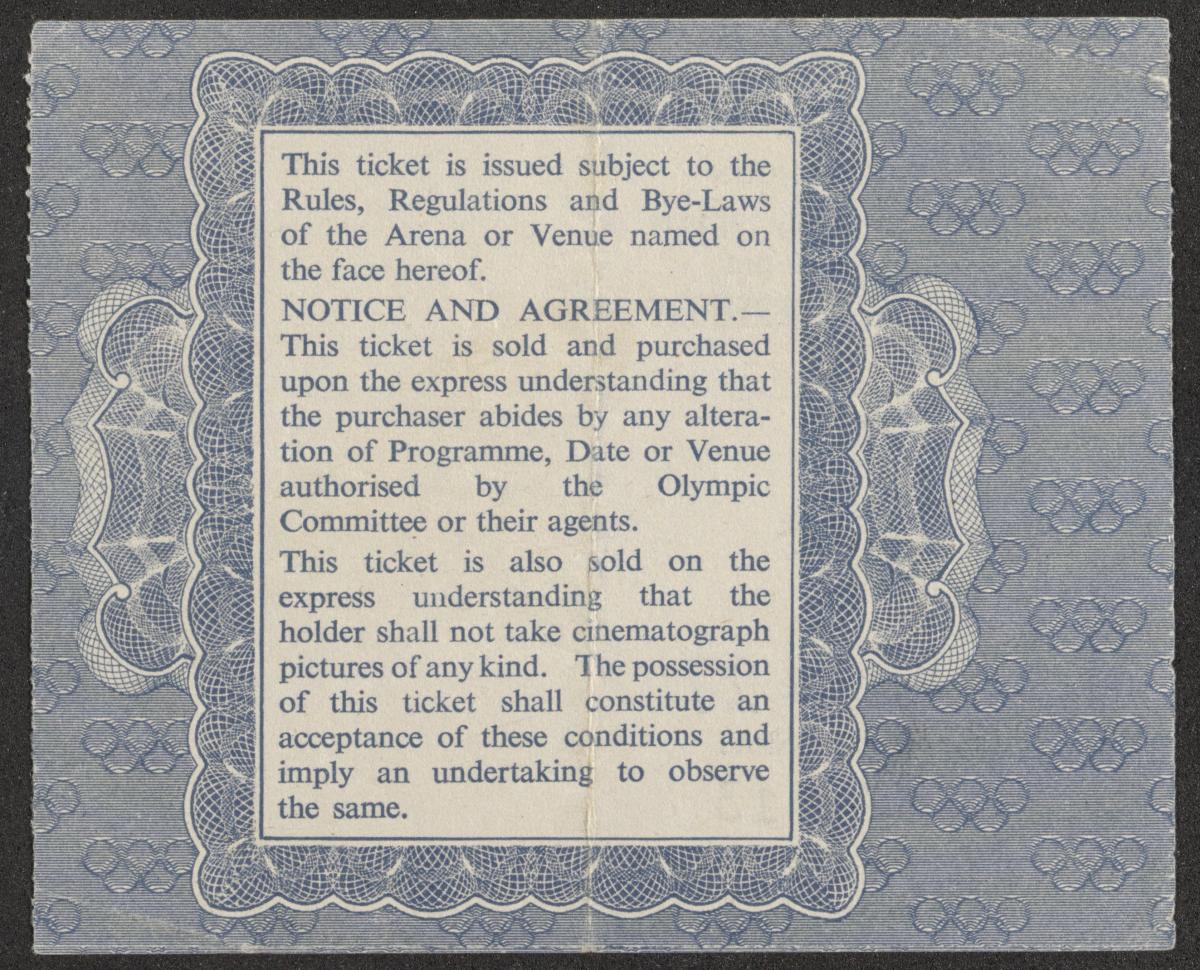 This ticket is issued subject to the
Rules, Regulations and Bye-Laws
of the Arena or Venue named on
the face hereof.
NOTICE AND AGREEMENT.—
This ticket is sold and purchased
upon the express understanding that
the purchaser abides by any altera-
tion of Programme, Date or Venue
authorised by the Olympic
Committee or their agents.
This ticket is also sold on the
express understanding that the
holder shall not take cinematograph
pictures of any kind. The possession
of this ticket shall constitute an
acceptance of these conditions and
imply an undertaking to observe
the same.